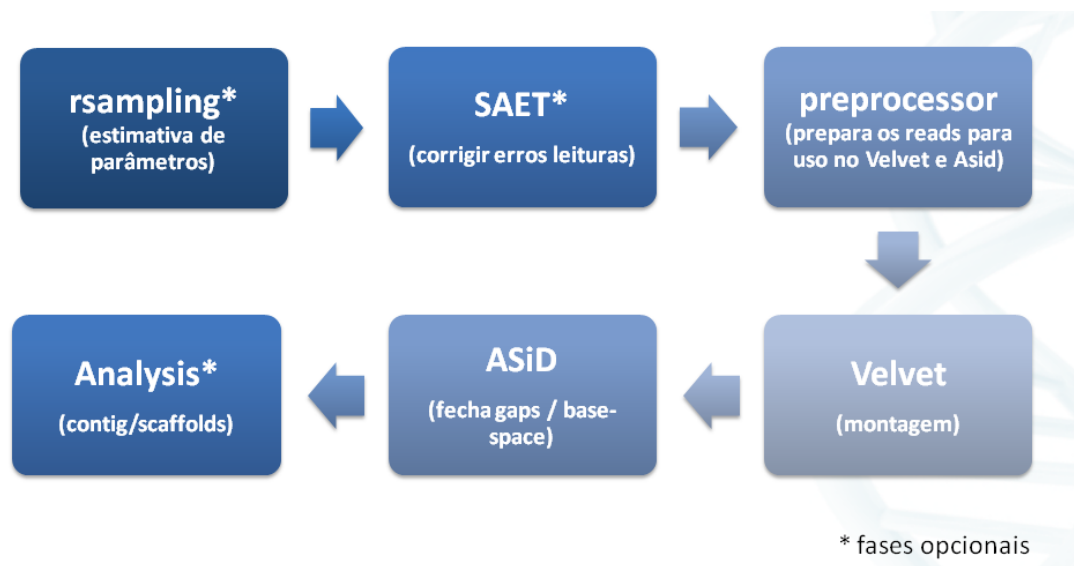 rsampling*
(estimativa de
parâmetros)
SAET*
(corrigir erros leituras)
preprocessor
(prepara os reads para
uso no Velvet e Asid)
Analysis*
(contig/scaffolds)
ASiD
(fecha gaps / base-
space)
Velvet
(montagem)
* fases opcionais